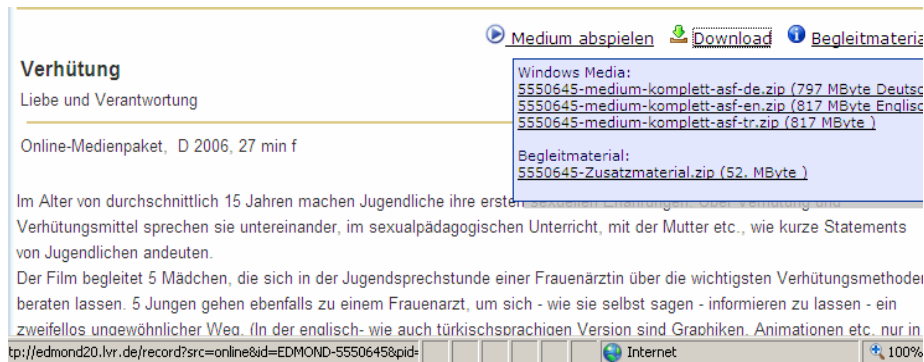 Medium abspielen Download Begleitmateria
Verhütung
Liebe und Verantwortung
Windows Media:
5550645-medium-komplett-asf-de.zip (797 MByte Deutsc
5550645-medium-komplett-asf-en.zip (817 MByte Englisc
5550645-medium-komplett-asf-tr.zip (817 MByte )
Begleitmaterial:
5550645-Zusatzmaterial.zip (52. MByte )
Online-Medienpaket, D 2006, 27 min f
Im Alter von durchschnittlich 15 Jahren machen Jugendliche ihre ersten sexuellen Erfahrungen. Über Verhütung und
Verhütungsmittel sprechen sie untereinander, im sexualpädagogischen Unterricht, mit der Mutter etc., wie kurze Statements
von Jugendlichen andeuten.
Der Film begleitet 5 Mädchen, die sich in der Jugendsprechstunde einer Frauenärztin über die wichtigsten Verhütungsmethoden
beraten lassen. 5 Jungen gehen ebenfalls zu einem Frauenarzt, um sich - wie sie selbst sagen - informieren zu lassen - ein
zweifellos ungewöhnlicher Weg. (In der englisch- wie auch türkischsprachigen Version sind Graphiken, Animationen etc. nur in
tp://edmond20.lvr.de/record?src=online&id=EDMOND-5550645&pid= Internet 100%